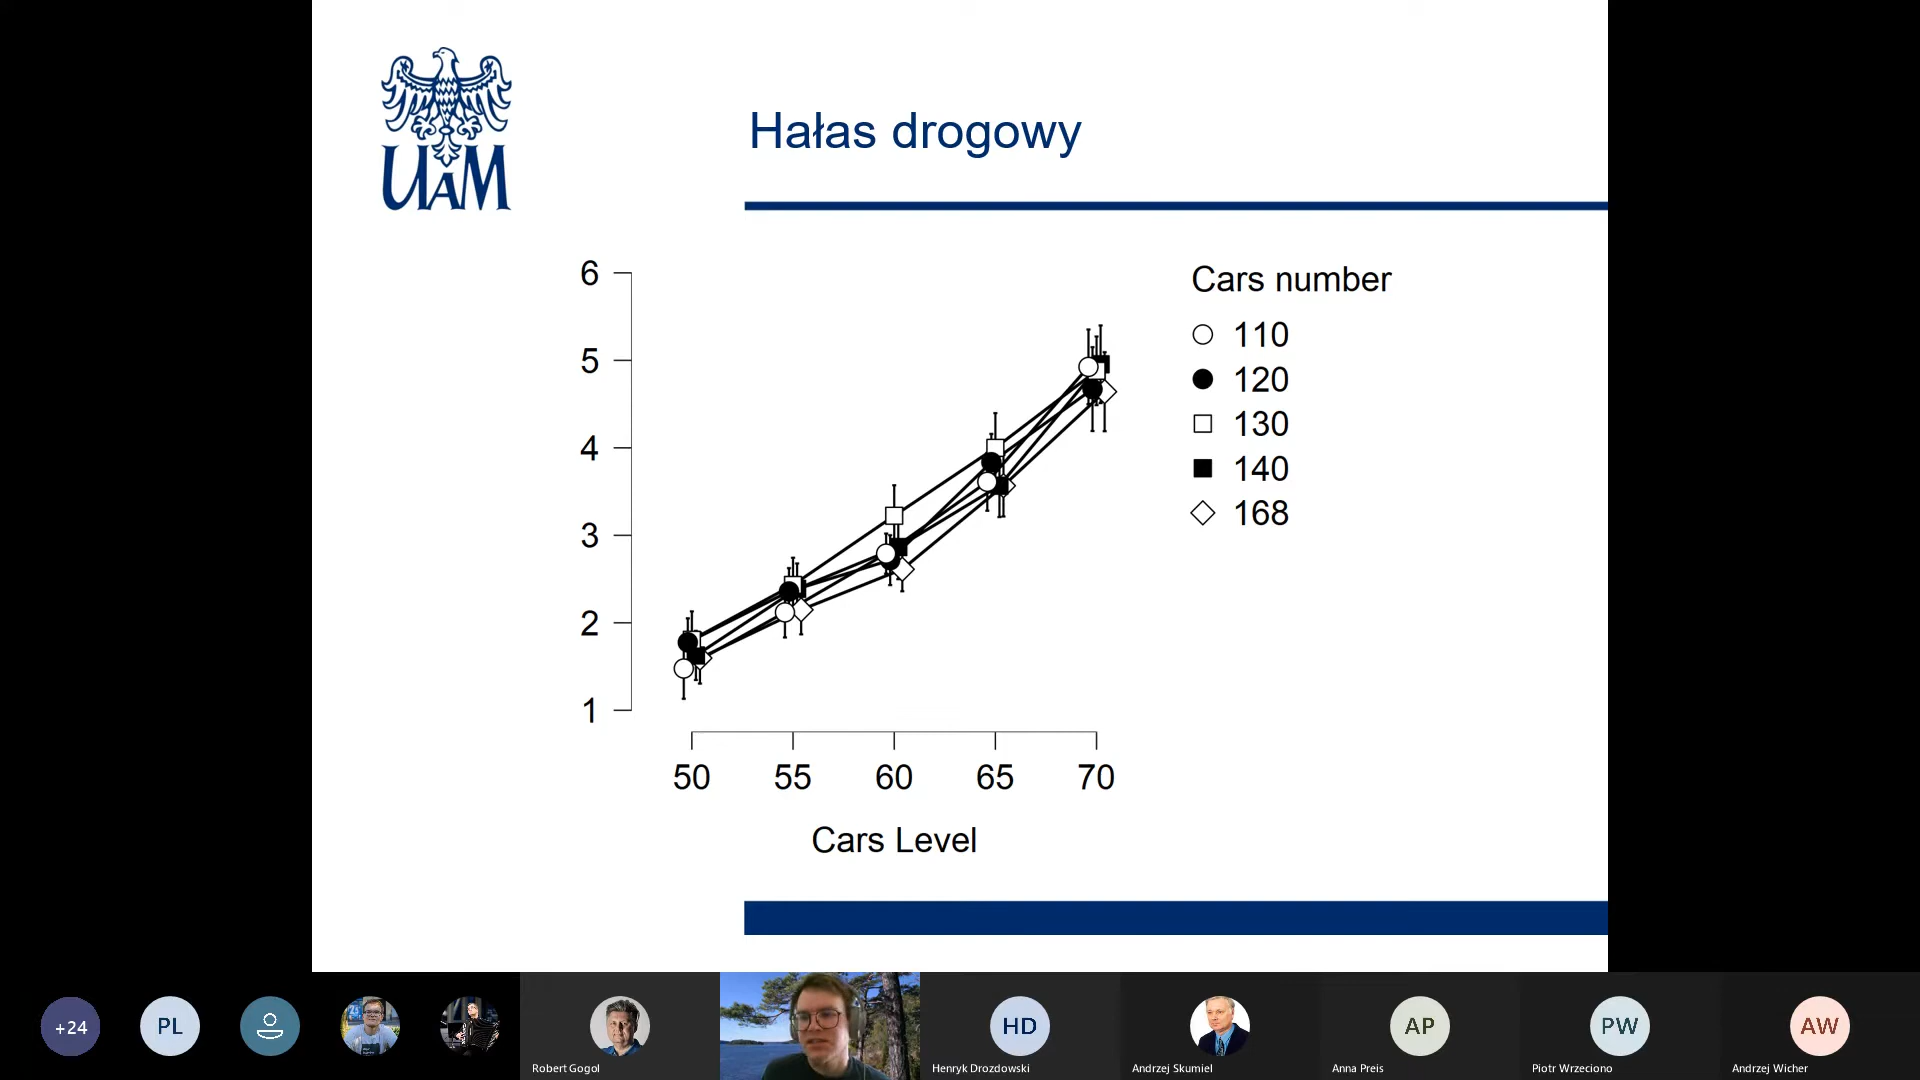 UAM
Hałas drogowy
6
5
4
3
2
1
50 55 60 65 70
Cars Level
Cars number
110
120
130
140
168
+24
PL
Robert Gogol
HD
Henryk Drozdowski
Andrzej Skumiel
AP
Anna Preis
PW
Piotr Wrzeciono
AW
Andrzej Wicher